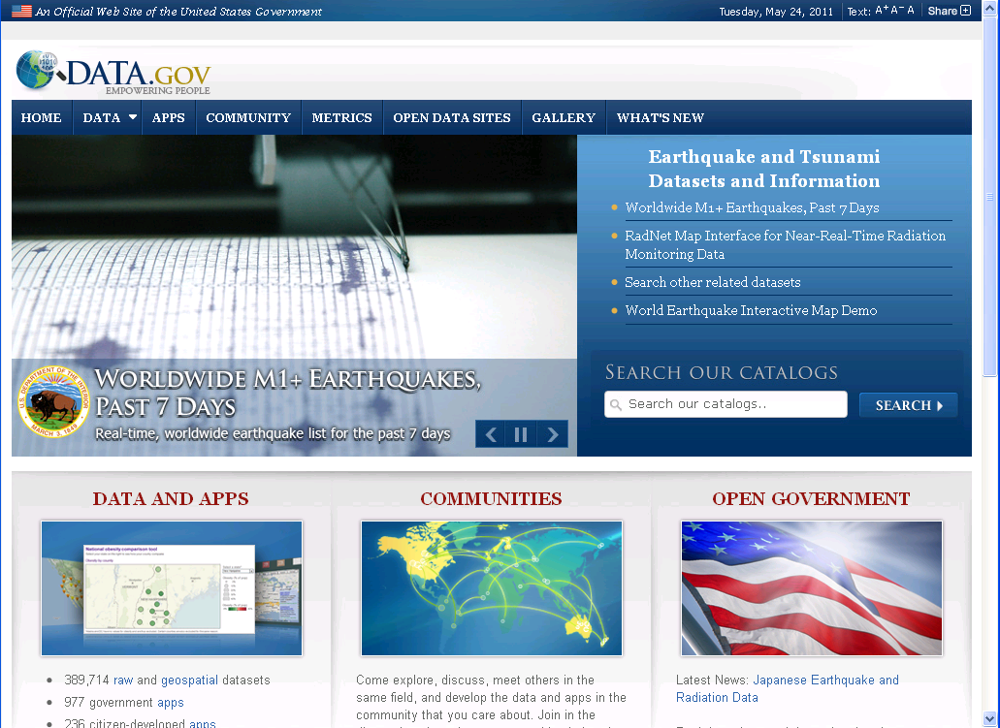 An Official Web Site of the United States Government
Tuesday, May 24, 2011
Text: A+ A- A
Share
DATA.GOV
EMPOWERING PEOPLE
HOME
DATA
APPS
COMMUNITY
METRICS
OPEN DATA SITES
GALLERY
WHAT'S NEW
U.S. DEPARTMENT OF THE INTERIOR
MARCH 3, 1849
WORLDWIDE M1+ EARTHQUAKES,
PAST 7 DAYS
Real-time, worldwide earthquake list for the past 7 days
Earthquake and Tsunami
Datasets and Information
Worldwide M1+ Earthquakes, Past 7 Days
RadNet Map Interface for Near-Real-Time Radiation
Monitoring Data
Search other related datasets
World Earthquake Interactive Map Demo
SEARCH OUR CATALOGS
Search our catalogs..
SEARCH
DATA AND APPS
National obesity comparison tool
Obesity by county
389,714 raw and geospatial datasets
977 government apps
236 citizen-developed apps
COMMUNITIES
Come explore, discuss, meet others in the
same field, and develop the data and apps in the
community that you care about. Join in the
OPEN GOVERNMENT
Latest News: Japanese Earthquake and
Radiation Data